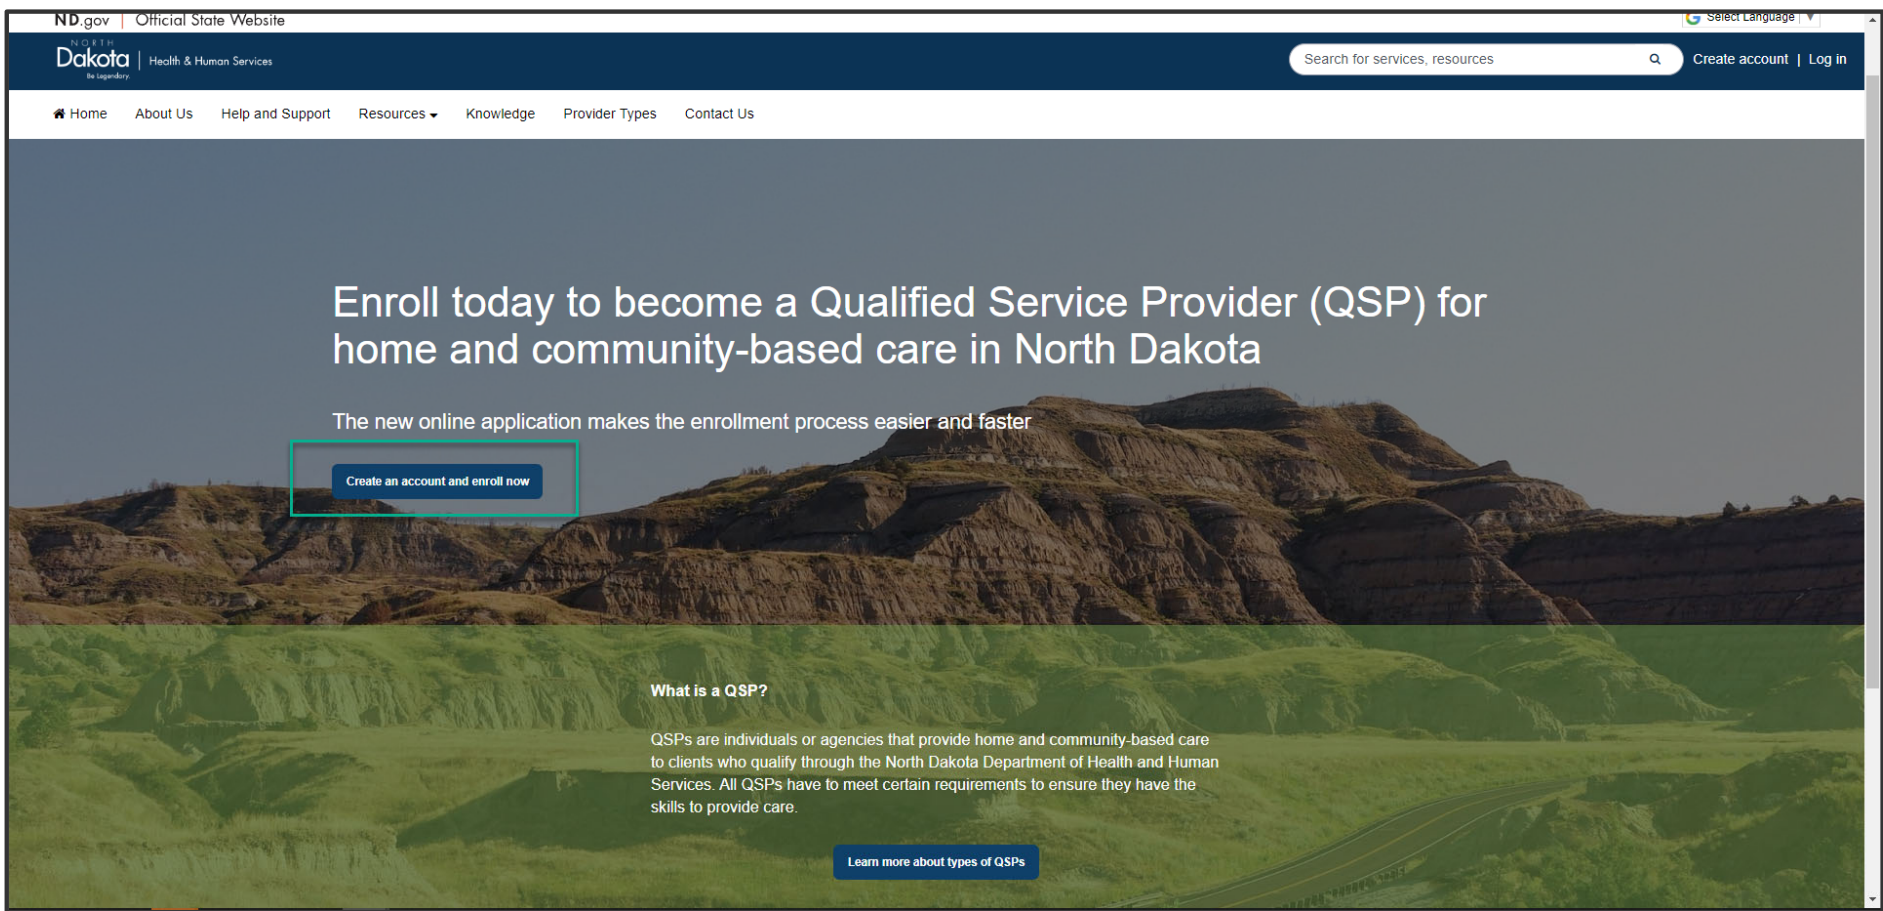 ND.gov | Official State Website
Select Language ▼
NORTH
Dakota | Health & Human Services
Be Legendary.
Search for services, resources
Create account | Log in
Home About Us Help and Support Resources Knowledge Provider Types Contact Us
Enroll today to become a Qualified Service Provider (QSP) for
home and community-based care in North Dakota
The new online application makes the enrollment process easier and faster
Create an account and enroll now
What is a QSP?
QSPs are individuals or agencies that provide home and community-based care
to clients who qualify through the North Dakota Department of Health and Human
Services. All QSPs have to meet certain requirements to ensure they have the
skills to provide care.
Learn more about types of QSPs